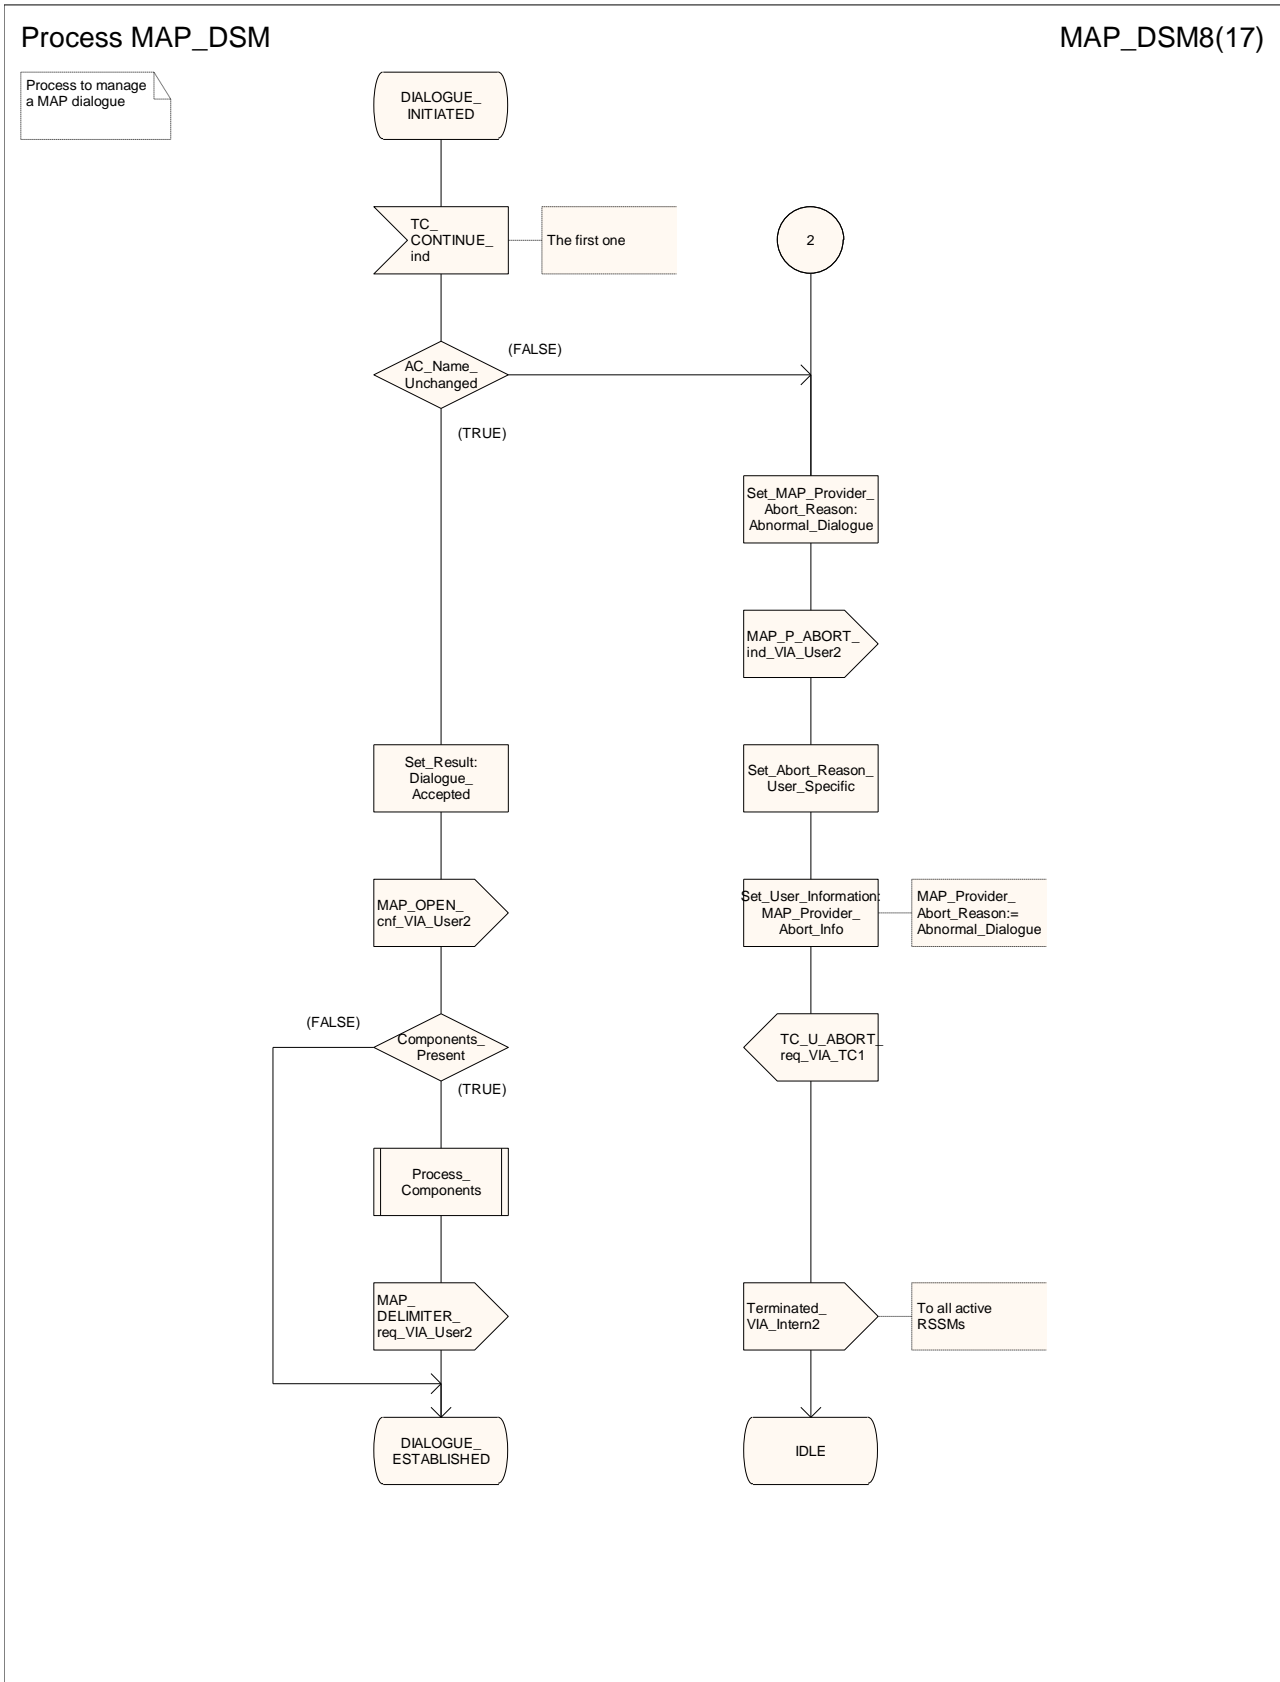 Process MAP_DSM
MAP_DSM8(17)
Process to manage
a MAP dialogue
DIALOGUE_
INITIATED
TC_
CONTINUE_
ind
The first one
2
AC_Name_
Unchanged
(FALSE)
(TRUE)
Set_MAP_Provider_
Abort_Reason:
Abnormal_Dialogue
MAP_P_ABORT_
ind_VIA_User2
Set_Result:
Dialogue_
Accepted
Set_Abort_Reason_
User_Specific
MAP_OPEN_
cnf_VIA_User2
Set_User_Information:
MAP_Provider_
Abort_Info
MAP_Provider_
Abort_Reason:=
Abnormal_Dialogue
(FALSE)
Components_
Present
(TRUE)
TC_U_ABORT_
req_VIA_TC1
Process_
Components
MAP_
DELIMITER_
req_VIA_User2
Terminated_
VIA_Intern2
To all active
RSSMs
DIALOGUE_
ESTABLISHED
IDLE